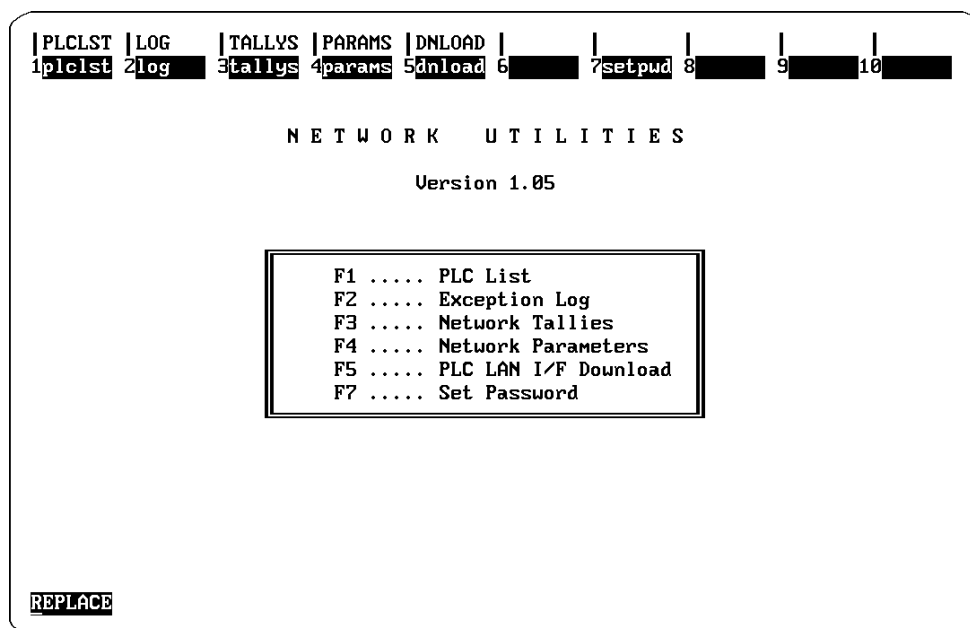 |PLCLST |LOG |TALLYS |PARAMS |DNLOAD | | | | |
1plclst 2log 3tallys 4params 5dnload 6 7setpwd 8 9 10
N E T W O R K U T I L I T I E S
Version 1.05
F1 ..... PLC List
F2 ..... Exception Log
F3 ..... Network Tallies
F4 ..... Network Parameters
F5 ..... PLC LAN I/F Download
F7 ..... Set Password
REPLACE